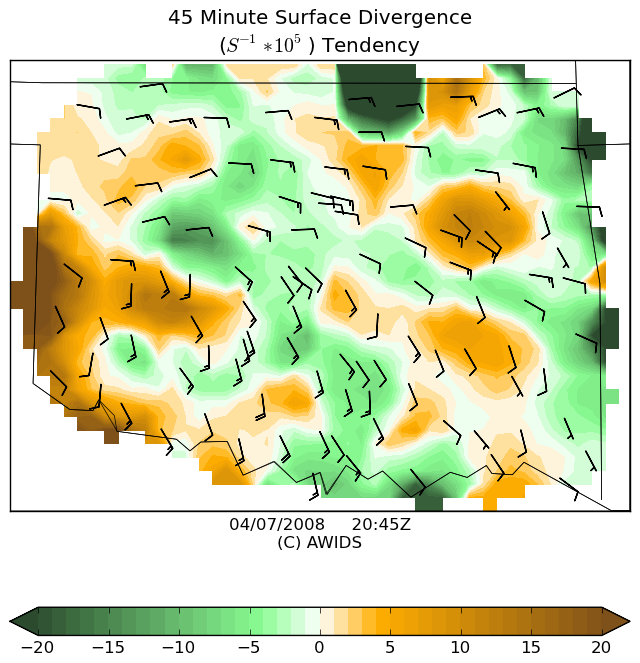 45 Minute Surface Divergence
(S⁻¹ * 10⁵ ) Tendency
04/07/2008 20:45Z
(C) AWIDS
−20 −15 −10 −5 0 5 10 15 20